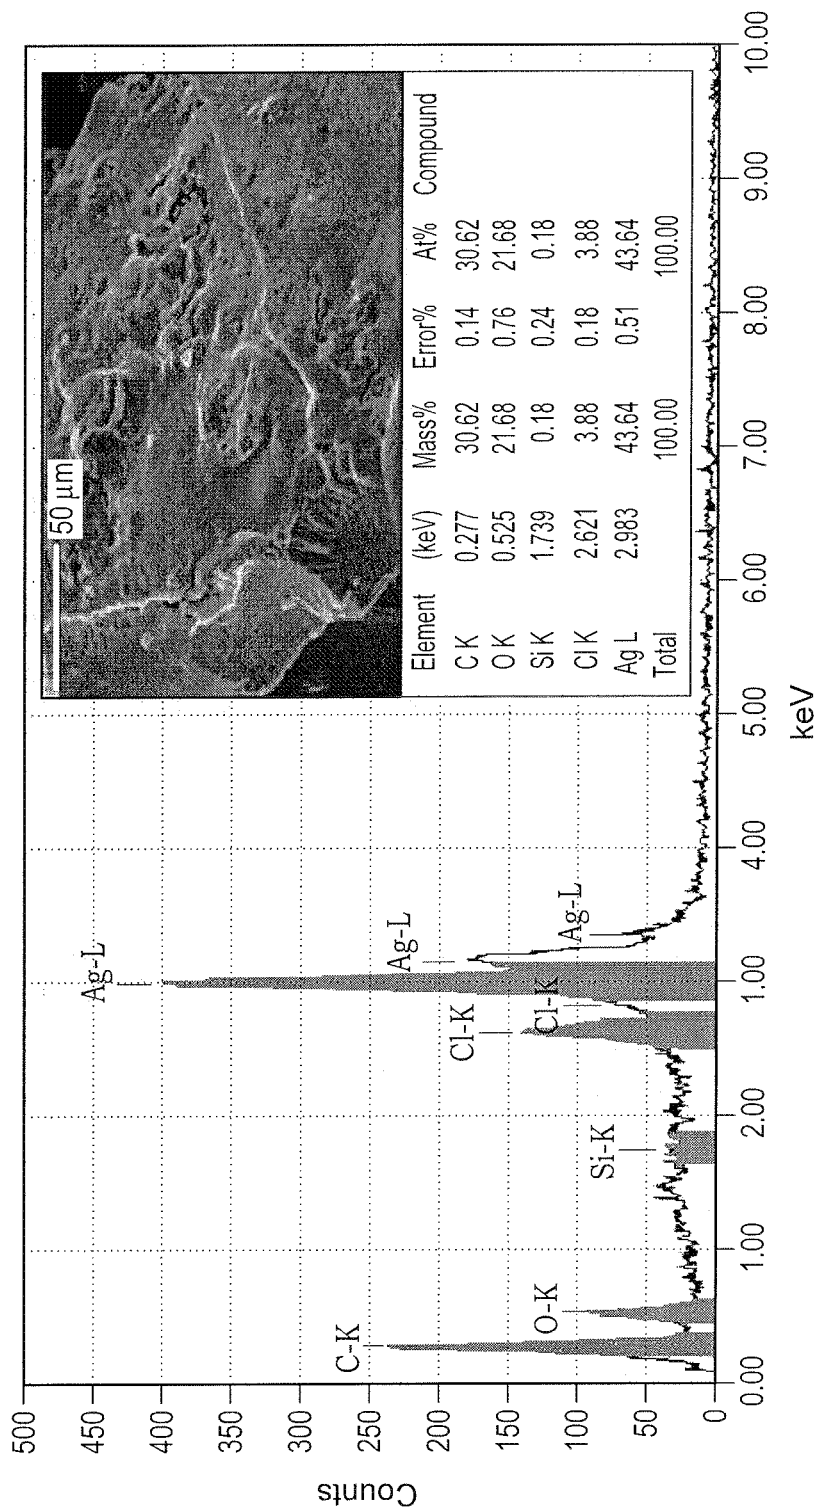 Counts
500
450
400
350
300
250
200
150
100
50
0
C-K
O-K
Si-K
Cl-K
Cl-K
Ag-L
Ag-L
Ag-L
50 μm
Element (keV) Mass% Error% At% Compound
C K 0.277 30.62 0.14 30.62
O K 0.525 21.68 0.76 21.68
Si K 1.739 0.18 0.24 0.18
Cl K 2.621 3.88 0.18 3.88
Ag L 2.983 43.64 0.51 43.64
Total 100.00 100.00
0.00 1.00 2.00 1.00 4.00 5.00 6.00 7.00 8.00 9.00 10.00
keV